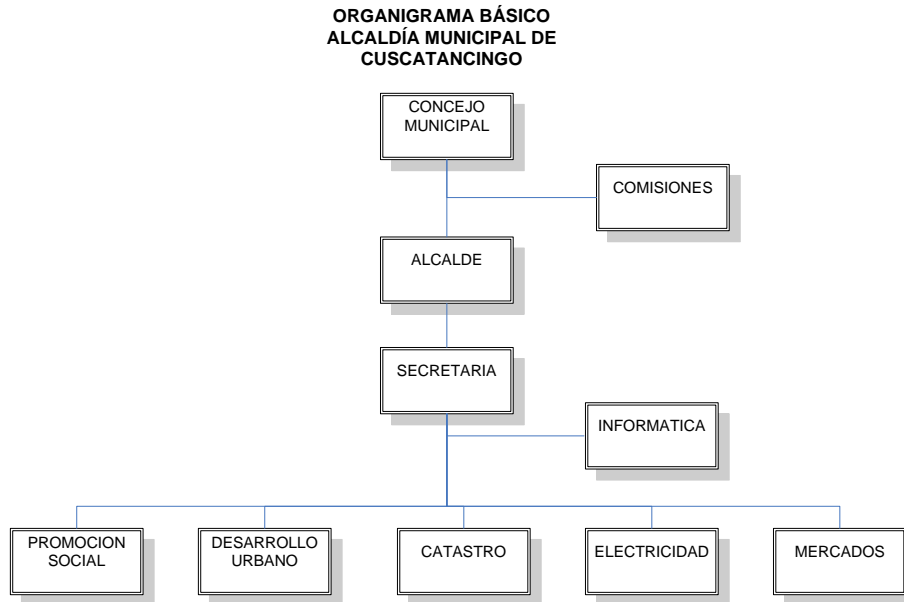 ORGANIGRAMA BÁSICO
ALCALDÍA MUNICIPAL DE
CUSCATANCINGO
CONCEJO
MUNICIPAL
COMISIONES
ALCALDE
SECRETARIA
INFORMATICA
PROMOCION
SOCIAL
DESARROLLO
URBANO
CATASTRO
ELECTRICIDAD
MERCADOS